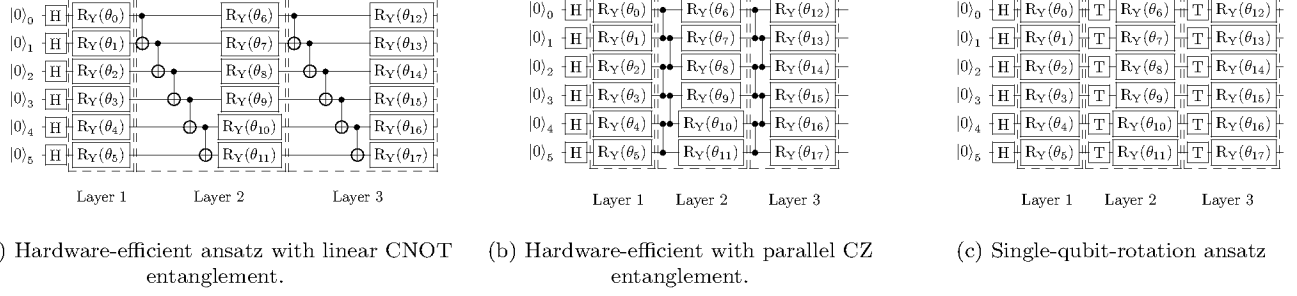 |0⟩₀ H R_Y(θ₀) R_Y(θ₆) R_Y(θ₁₂)
|0⟩₁ H R_Y(θ₁) R_Y(θ₇) R_Y(θ₁₃)
|0⟩₂ H R_Y(θ₂) R_Y(θ₈) R_Y(θ₁₄)
|0⟩₃ H R_Y(θ₃) R_Y(θ₉) R_Y(θ₁₅)
|0⟩₄ H R_Y(θ₄) R_Y(θ₁₀) R_Y(θ₁₆)
|0⟩₅ H R_Y(θ₅) R_Y(θ₁₁) R_Y(θ₁₇)
Layer 1 Layer 2 Layer 3
) Hardware-efficient ansatz with linear CNOT
entanglement.
|0⟩₀ H R_Y(θ₀) R_Y(θ₆) R_Y(θ₁₂)
|0⟩₁ H R_Y(θ₁) R_Y(θ₇) R_Y(θ₁₃)
|0⟩₂ H R_Y(θ₂) R_Y(θ₈) R_Y(θ₁₄)
|0⟩₃ H R_Y(θ₃) R_Y(θ₉) R_Y(θ₁₅)
|0⟩₄ H R_Y(θ₄) R_Y(θ₁₀) R_Y(θ₁₆)
|0⟩₅ H R_Y(θ₅) R_Y(θ₁₁) R_Y(θ₁₇)
Layer 1 Layer 2 Layer 3
(b) Hardware-efficient with parallel CZ
entanglement.
|0⟩₀ H R_Y(θ₀) T R_Y(θ₆) T R_Y(θ₁₂)
|0⟩₁ H R_Y(θ₁) T R_Y(θ₇) T R_Y(θ₁₃)
|0⟩₂ H R_Y(θ₂) T R_Y(θ₈) T R_Y(θ₁₄)
|0⟩₃ H R_Y(θ₃) T R_Y(θ₉) T R_Y(θ₁₅)
|0⟩₄ H R_Y(θ₄) T R_Y(θ₁₀) T R_Y(θ₁₆)
|0⟩₅ H R_Y(θ₅) T R_Y(θ₁₁) T R_Y(θ₁₇)
Layer 1 Layer 2 Layer 3
(c) Single-qubit-rotation ansatz